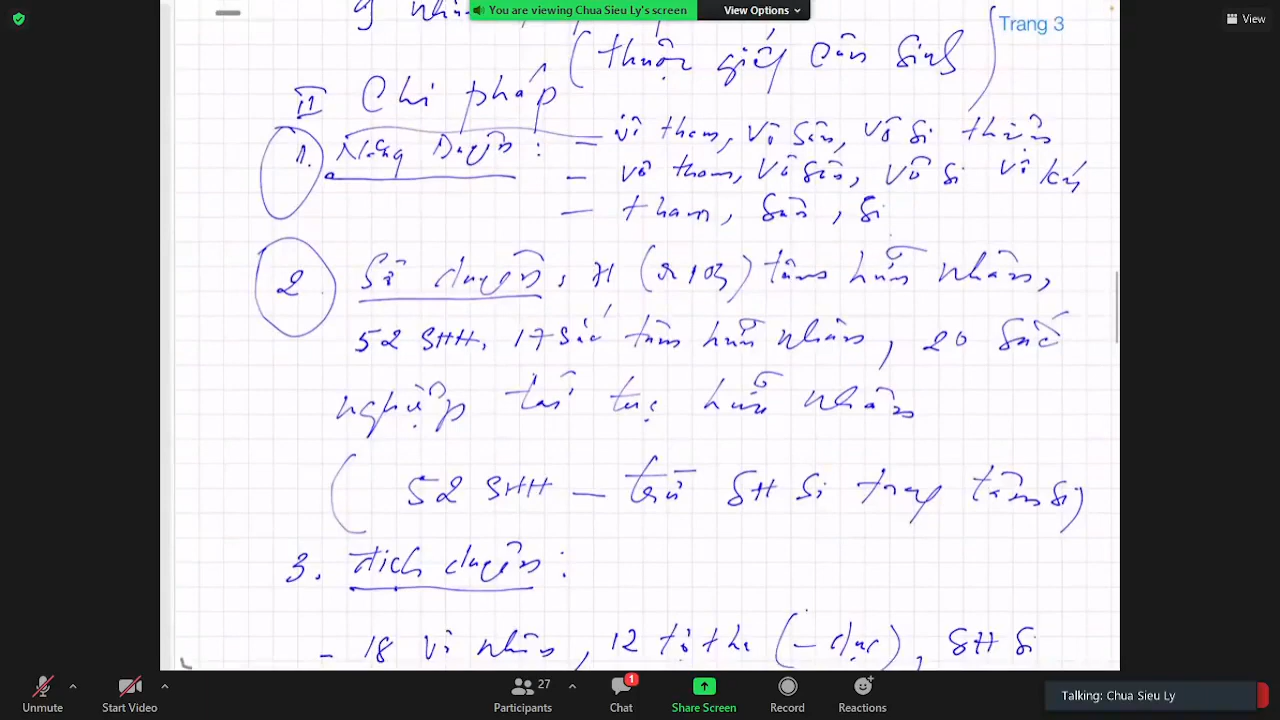 You are viewing Chua Sieu Ly's screen
View Options
View
Trang 3
(thuộc giấy Cần Sinh)
II Chi pháp
1. Năng Duyên: - vô tham, vô sân, vô si thiện
- vô tham, vô sân, vô si vô ký
- tham, sân, si
2 Sở duyên, 71 (v 103) tâm hữu nhân,
52 SHH, 17 sắc tâm hữu nhân, 20 sắc
nghiệp tái tục hữu nhân
(52 SHH - trừ SH Si trong tâm Si)
3. địch duyên:
- 18 vô nhân, 12 tợ tha (- dục), SH Si
Unmute
Start Video
27
Participants
1
Chat
Share Screen
Record
Reactions
Talking: Chua Sieu Ly